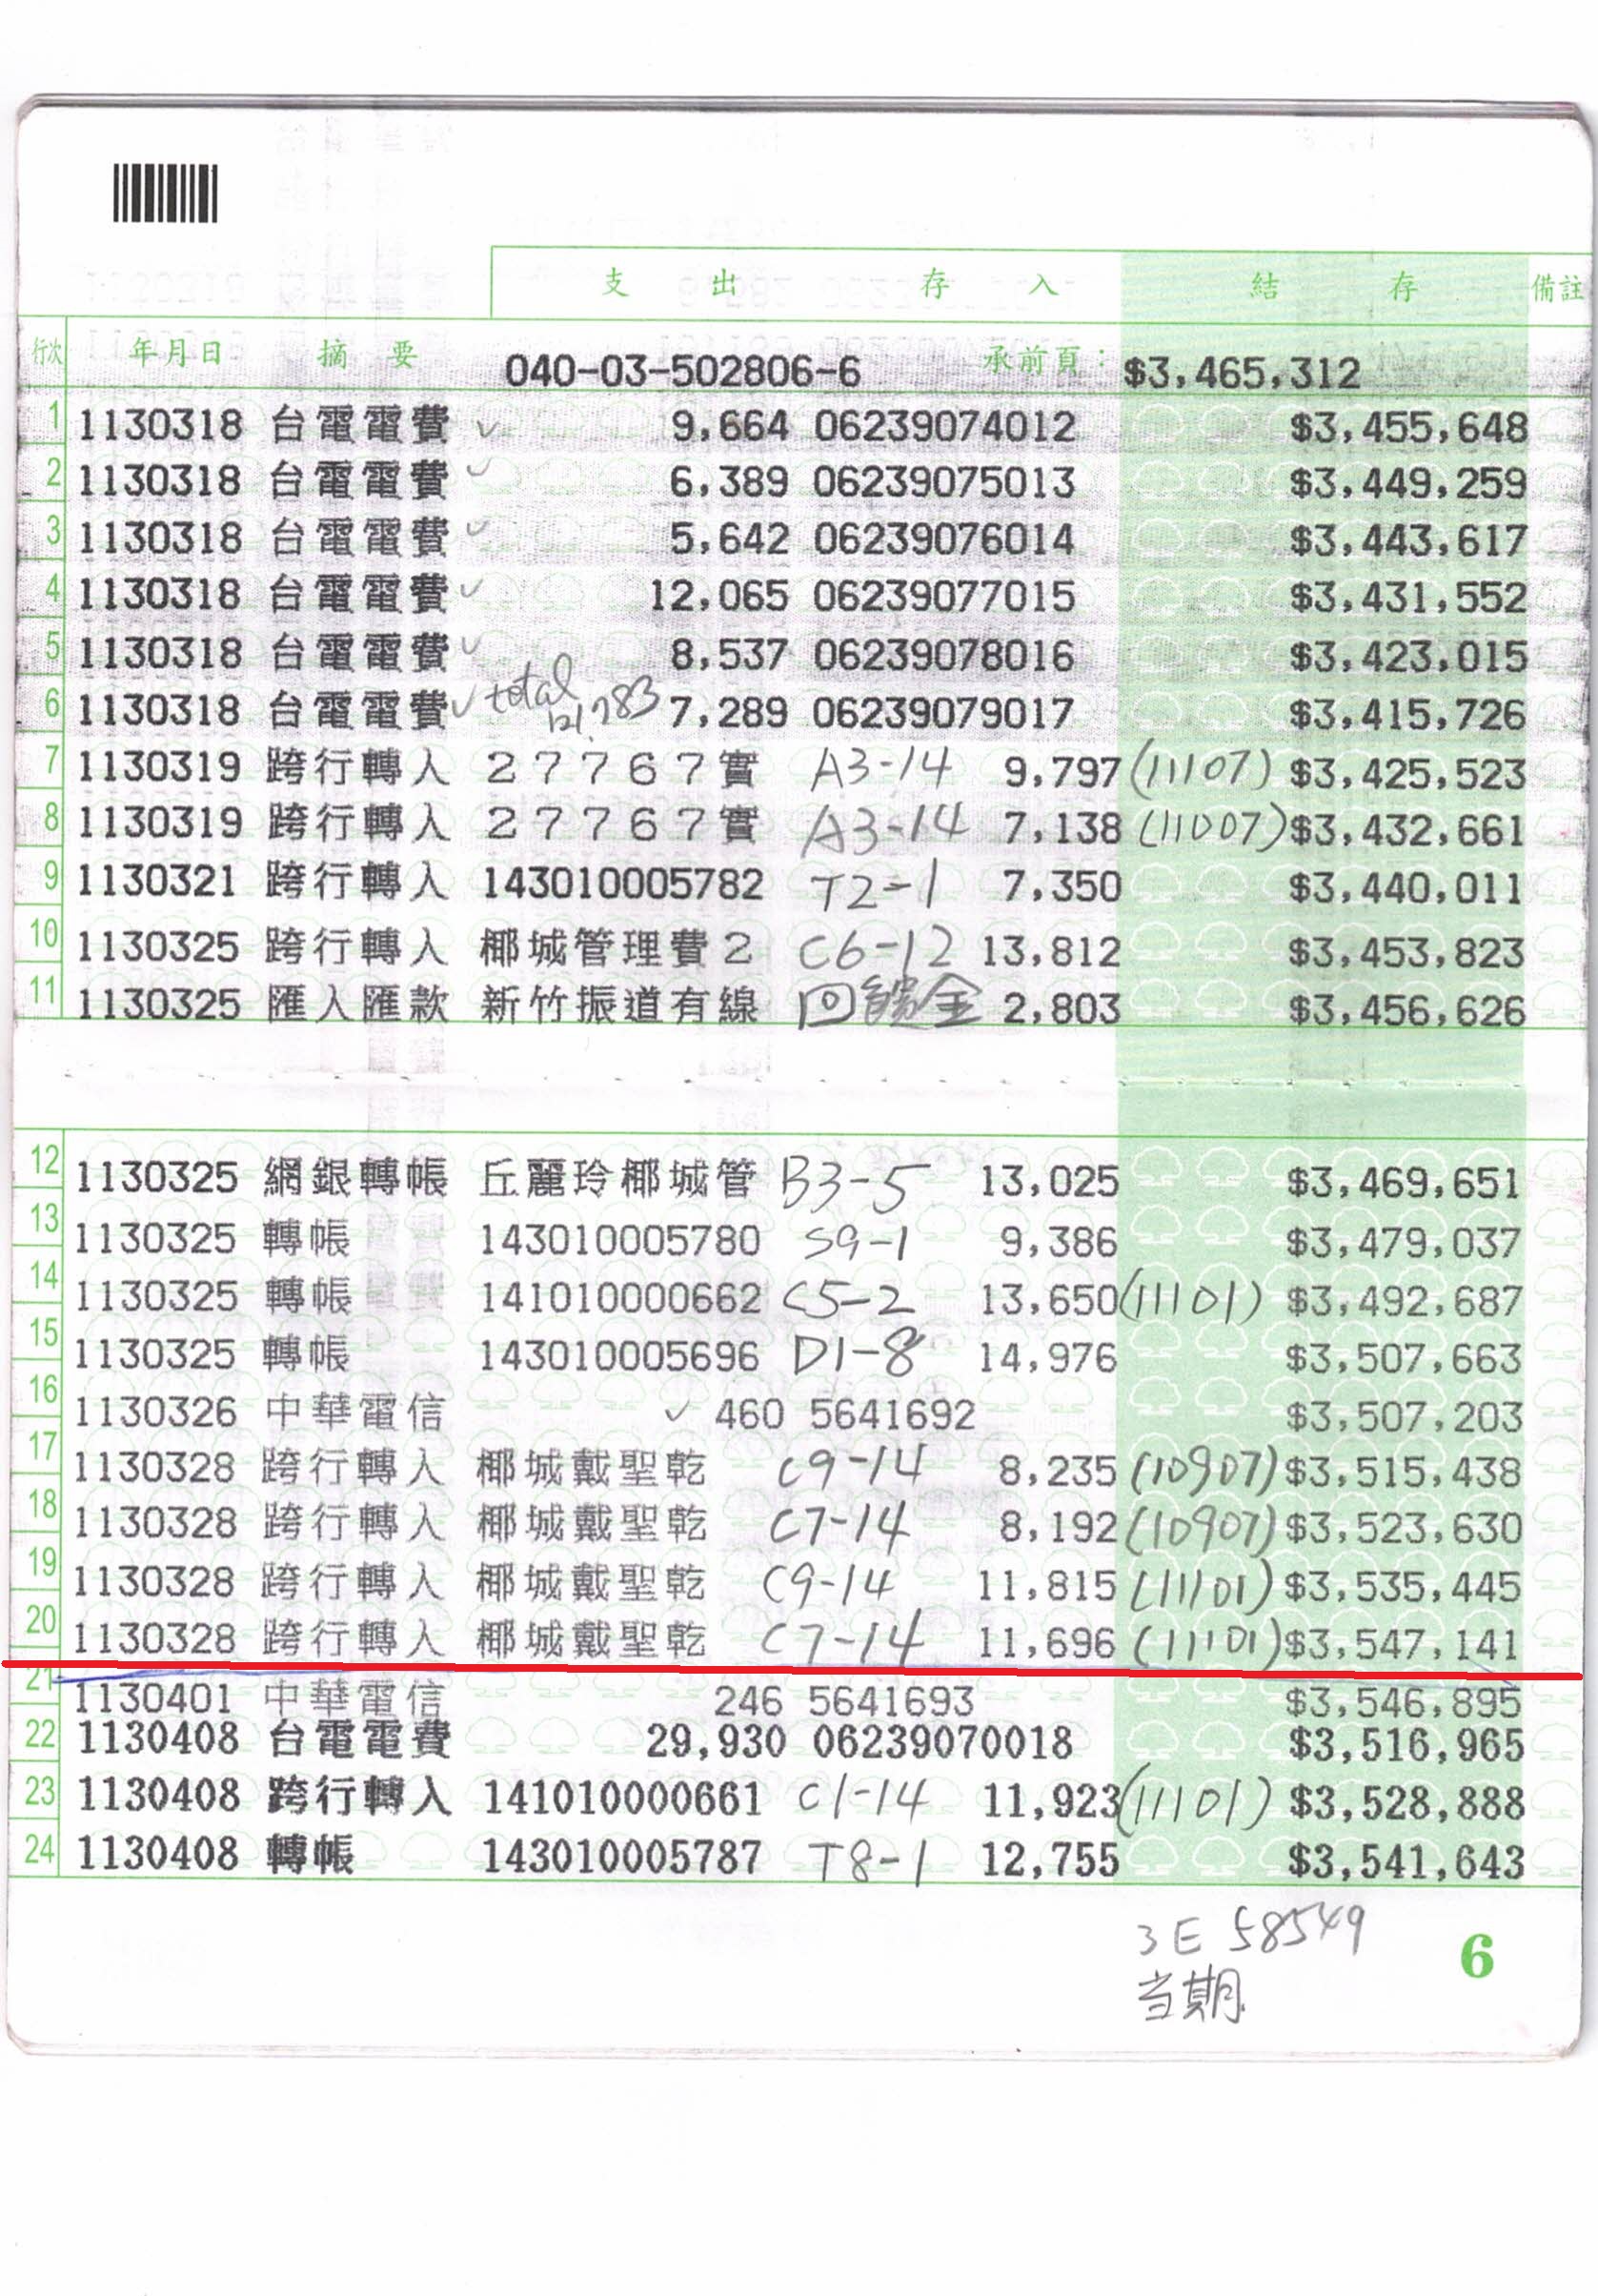 支 出 存 入 結 存 備註
行次 年月日 摘 要 040-03-502806-6 承前頁: $3,465,312
1 1130318 台電電費 ✓ 9,664 06239074012 $3,455,648
2 1130318 台電電費 ✓ 6,389 06239075013 $3,449,259
3 1130318 台電電費 ✓ 5,642 06239076014 $3,443,617
4 1130318 台電電費 ✓ 12,065 06239077015 $3,431,552
5 1130318 台電電費 ✓ 8,537 06239078016 $3,423,015
6 1130318 台電電費 ✓ total 121,783 7,289 06239079017 $3,415,726
7 1130319 跨行轉入 27767實 A3-14 9,797 (11107) $3,425,523
8 1130319 跨行轉入 27767實 A3-14 7,138 (11007) $3,432,661
9 1130321 跨行轉入 143010005782 T2-1 7,350 $3,440,011
10 1130325 跨行轉入 椰城管理費2 C6-12 13,812 $3,453,823
11 1130325 匯入匯款 新竹振道有線 回饋金 2,803 $3,456,626
12 1130325 網銀轉帳 丘麗玲椰城管 B3-5 13,025 $3,469,651
13 1130325 轉帳 143010005780 S9-1 9,386 $3,479,037
14 1130325 轉帳 141010000662 C5-2 13,650 (11101) $3,492,687
15 1130325 轉帳 143010005696 D1-8 14,976 $3,507,663
16 1130326 中華電信 ✓ 460 5641692 $3,507,203
17 1130328 跨行轉入 椰城戴聖乾 C9-14 8,235 (10907) $3,515,438
18 1130328 跨行轉入 椰城戴聖乾 C7-14 8,192 (10907) $3,523,630
19 1130328 跨行轉入 椰城戴聖乾 C9-14 11,815 (11101) $3,535,445
20 1130328 跨行轉入 椰城戴聖乾 C7-14 11,696 (11101) $3,547,141
21 1130401 中華電信 246 5641693 $3,546,895
22 1130408 台電電費 29,930 06239070018 $3,516,965
23 1130408 跨行轉入 141010000661 C1-14 11,923 (11101) $3,528,888
24 1130408 轉帳 143010005787 T8-1 12,755 $3,541,643
3E 58549
当期
6